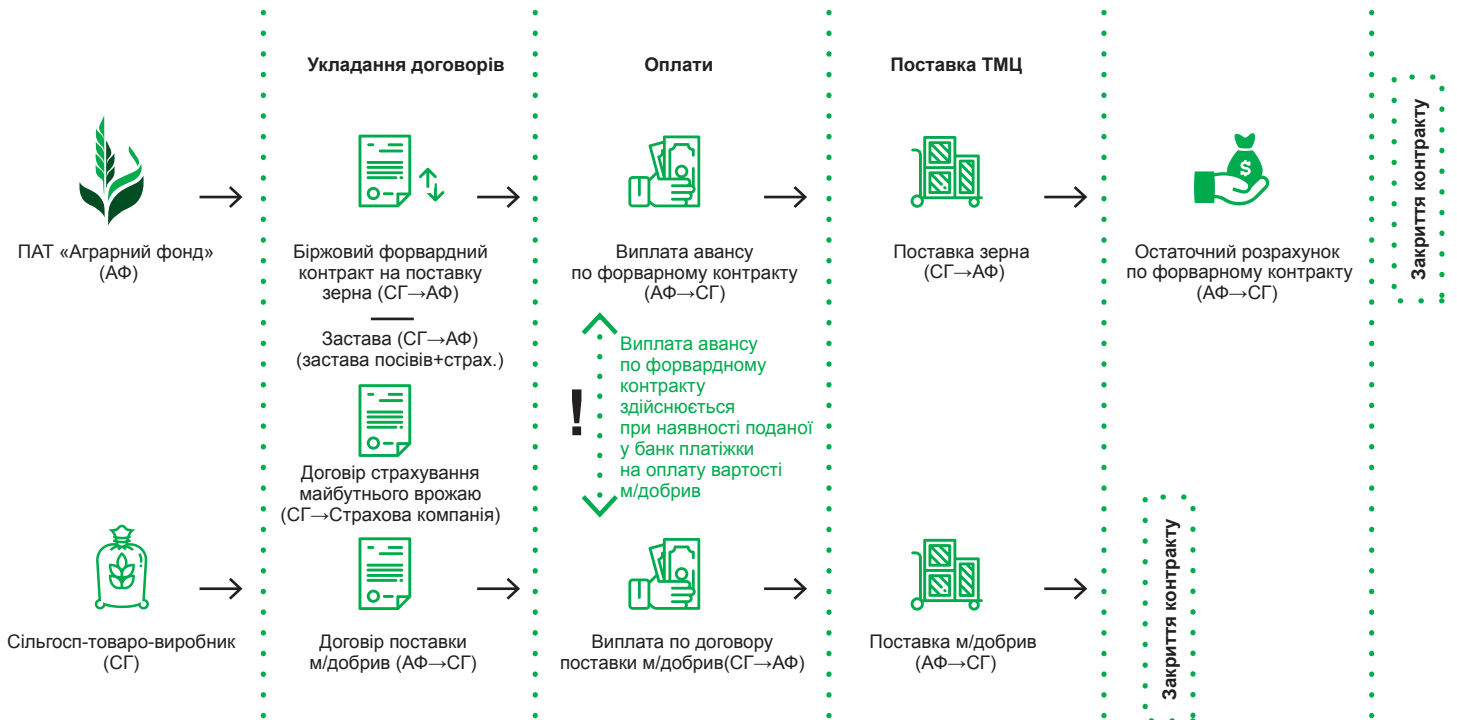 Укладання договорів
Оплати
Поставка ТМЦ
ПАТ «Аграрний фонд»
(АФ)
Біржовий форвардний
контракт на поставку
зерна (СГ→АФ)
Застава (СГ→АФ)
(застава посівів+страх.)
Договір страхування
майбутнього врожаю
(СГ→Страхова компанія)
Виплата авансу
по форварному контракту
(АФ→СГ)
!
Виплата авансу
по форвардному
контракту
здійснюється
при наявності поданої
у банк платіжки
на оплату вартості
м/добрив
Поставка зерна
(СГ→АФ)
$
Остаточний розрахунок
по форварному контракту
(АФ→СГ)
Закриття контракту
Сільгосп-товаро-виробник
(СГ)
Договір поставки
м/добрив (АФ→СГ)
Виплата по договору
поставки м/добрив(СГ→АФ)
Поставка м/добрив
(АФ→СГ)
Закриття контракту